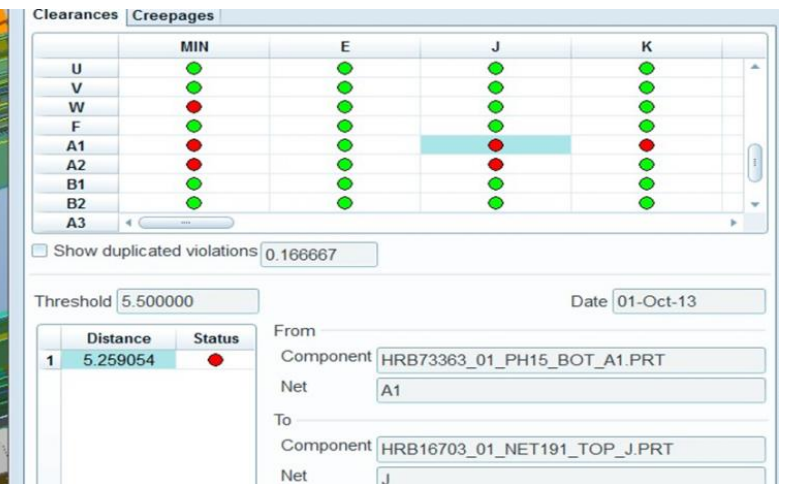 Clearances Creepages
MIN E J K
U
V
W
F
A1
A2
B1
B2
A3
Show duplicated violations 0.166667
Threshold 5.500000 Date 01-Oct-13
Distance Status
1 5.259054
From
Component HRB73363_01_PH15_BOT_A1.PRT
Net A1
To
Component HRB16703_01_NET191_TOP_J.PRT
Net J